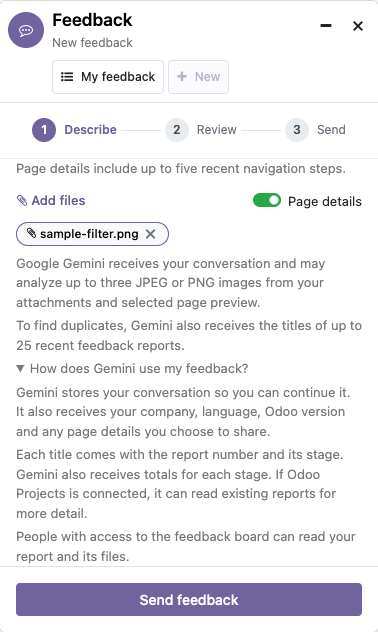 Feedback
New feedback
My feedback
+ New
1 Describe
2 Review
3 Send
Page details include up to five recent navigation steps.
Add files
Page details
sample-filter.png
Google Gemini receives your conversation and may
analyze up to three JPEG or PNG images from your
attachments and selected page preview.
To find duplicates, Gemini also receives the titles of up to
25 recent feedback reports.
How does Gemini use my feedback?
Gemini stores your conversation so you can continue it.
It also receives your company, language, Odoo version
and any page details you choose to share.
Each title comes with the report number and its stage.
Gemini also receives totals for each stage. If Odoo
Projects is connected, it can read existing reports for
more detail.
People with access to the feedback board can read your
report and its files.
Send feedback